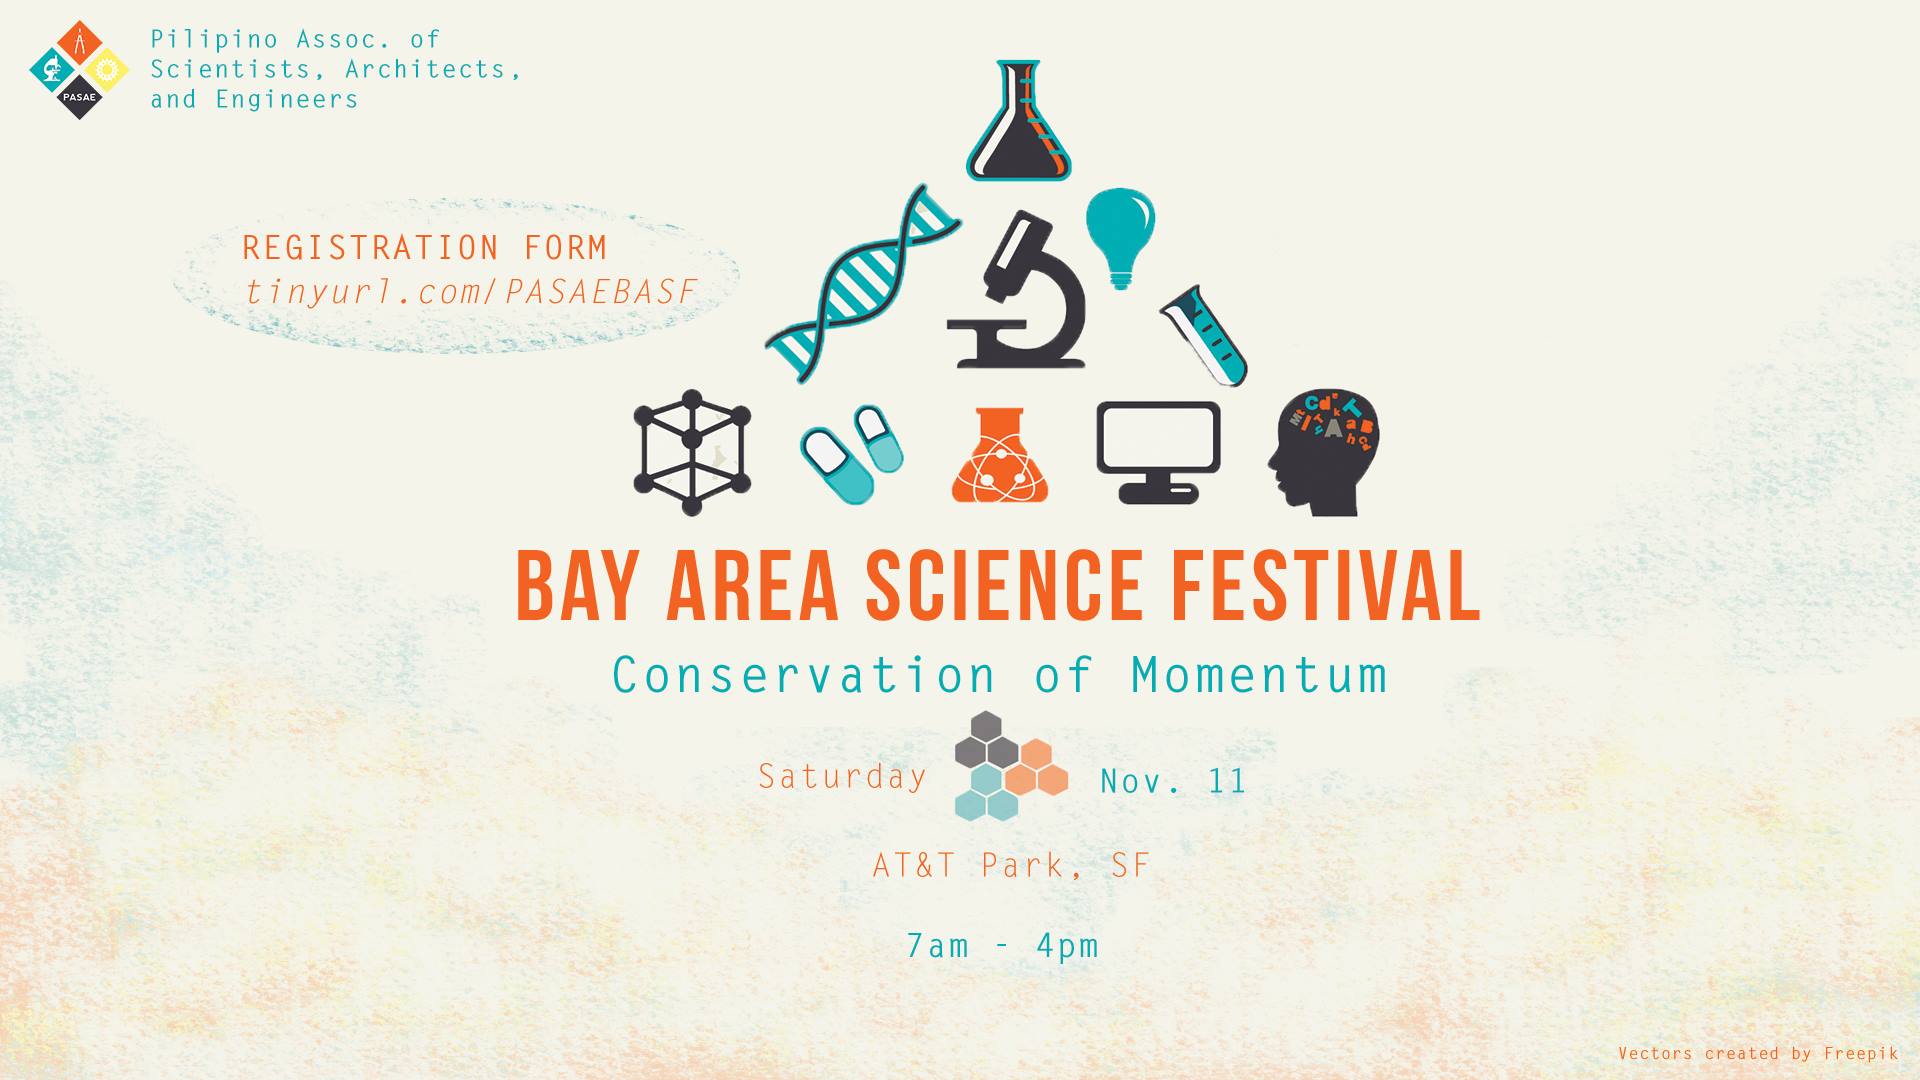 Pilipino Assoc. of
Scientists, Architects,
and Engineers
PASAE
REGISTRATION FORM
tinyurl.com/PASAEBASF
BAY AREA SCIENCE FESTIVAL
Conservation of Momentum
Saturday Nov. 11
AT&T Park, SF
7am - 4pm
Vectors created by Freepik